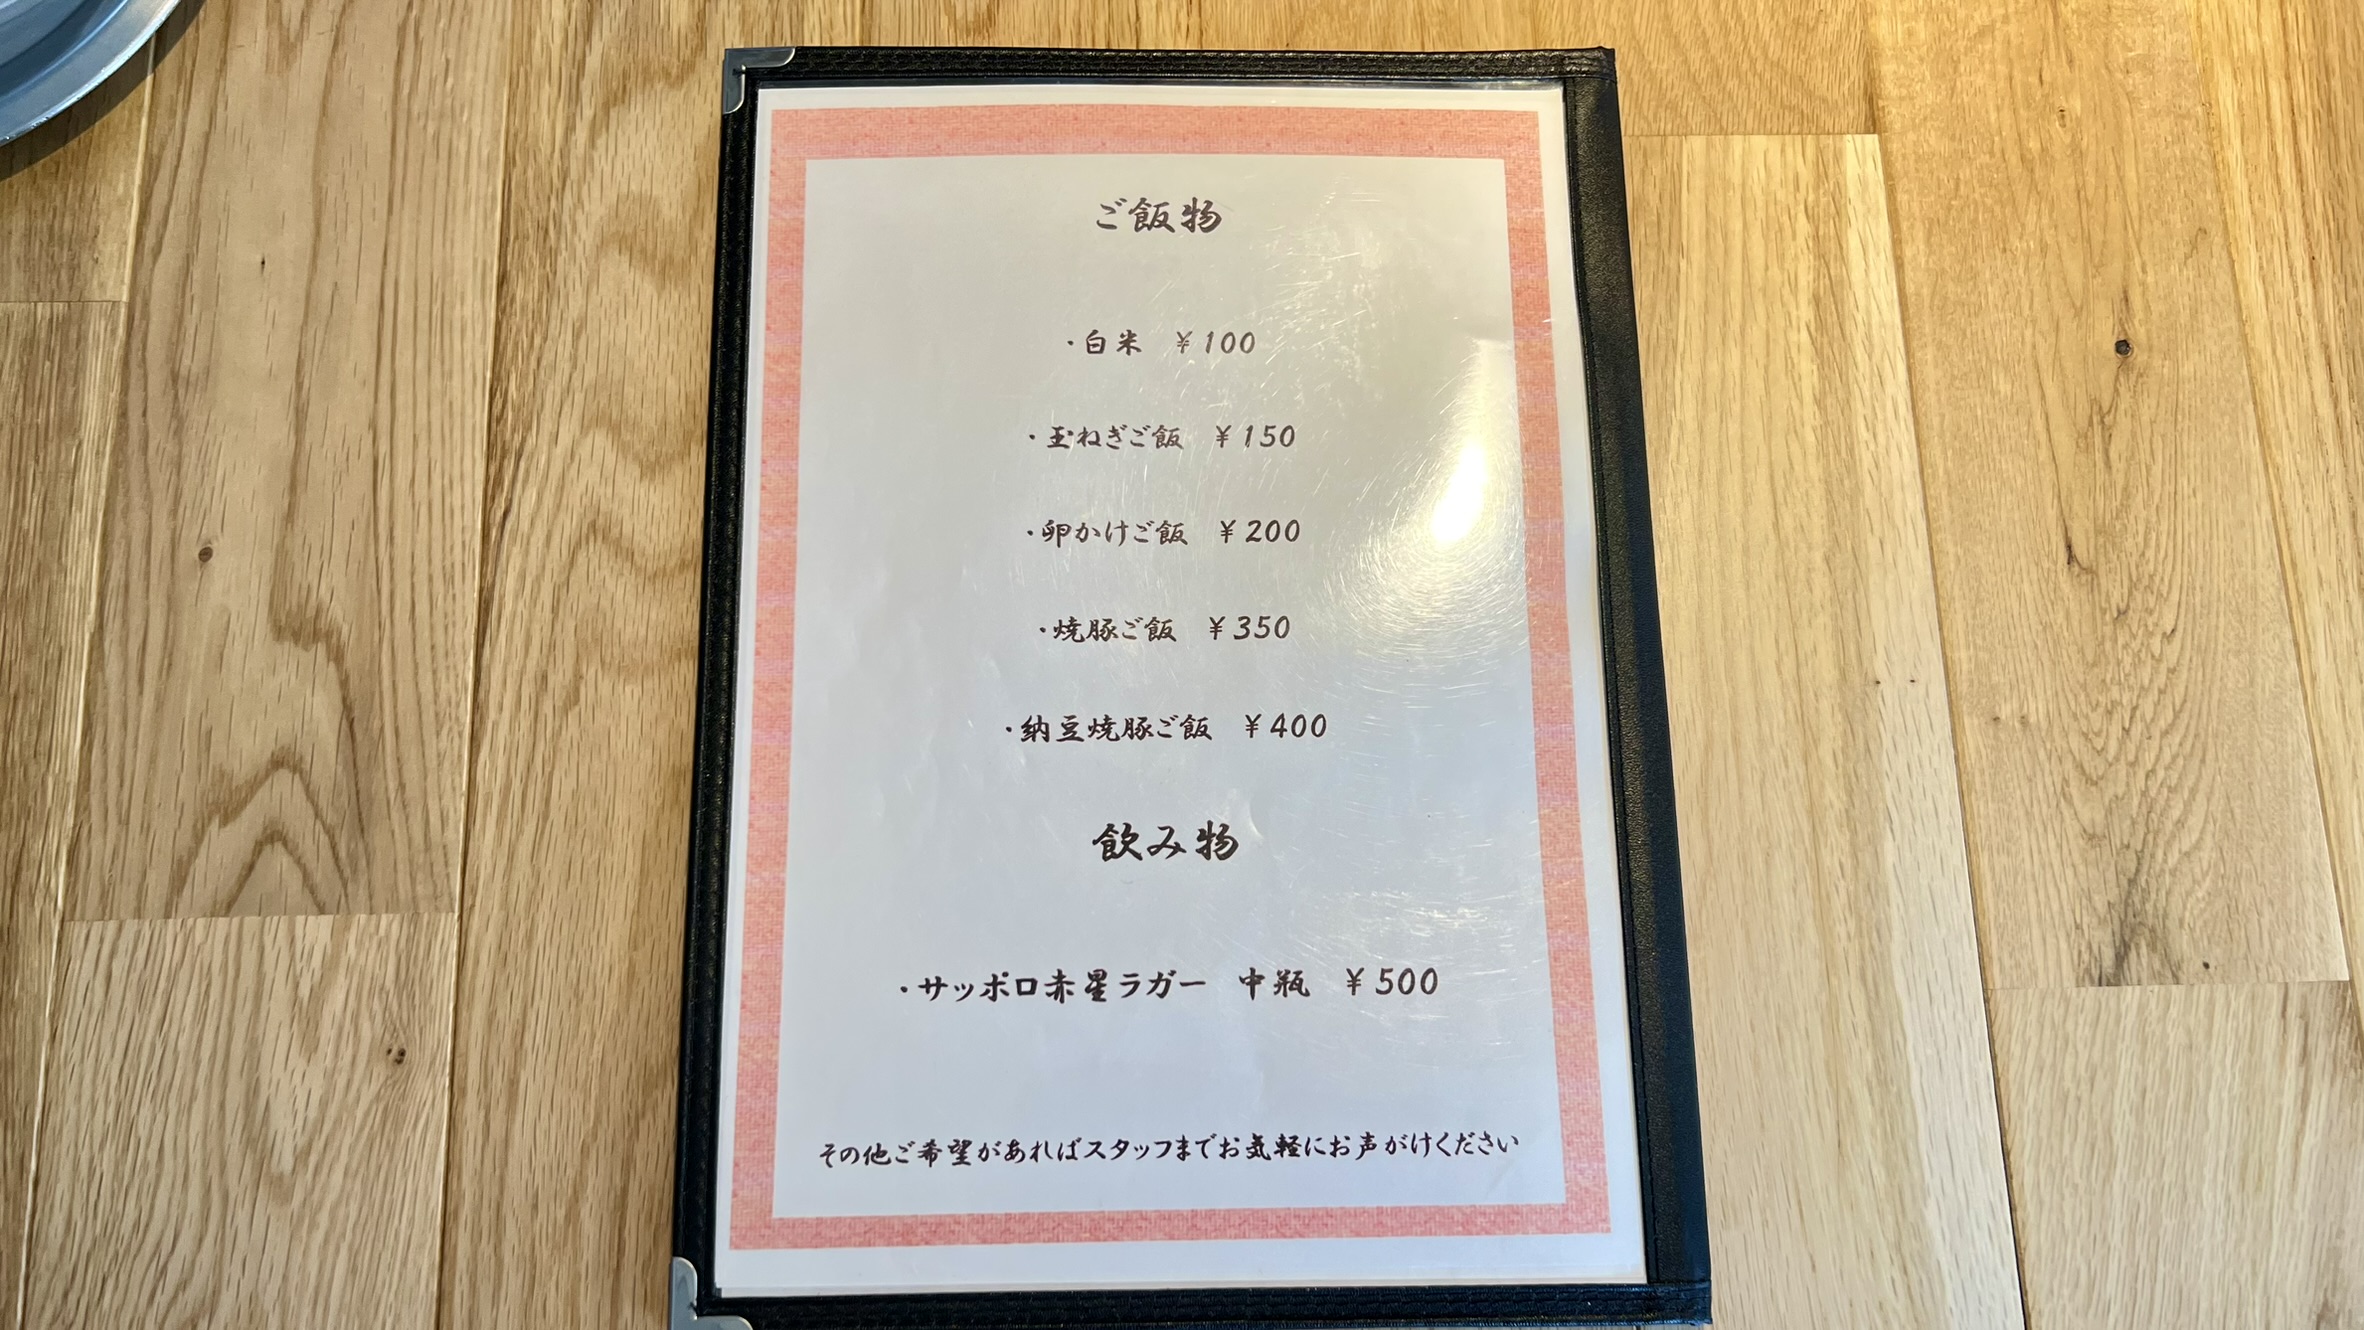 ご飯物
・白米 ¥100
・玉ねぎご飯 ¥150
・卵かけご飯 ¥200
・焼豚ご飯 ¥350
・納豆焼豚ご飯 ¥400
飲み物
・サッポロ赤星ラガー 中瓶 ¥500
その他ご希望があればスタッフまでお気軽にお声がけください